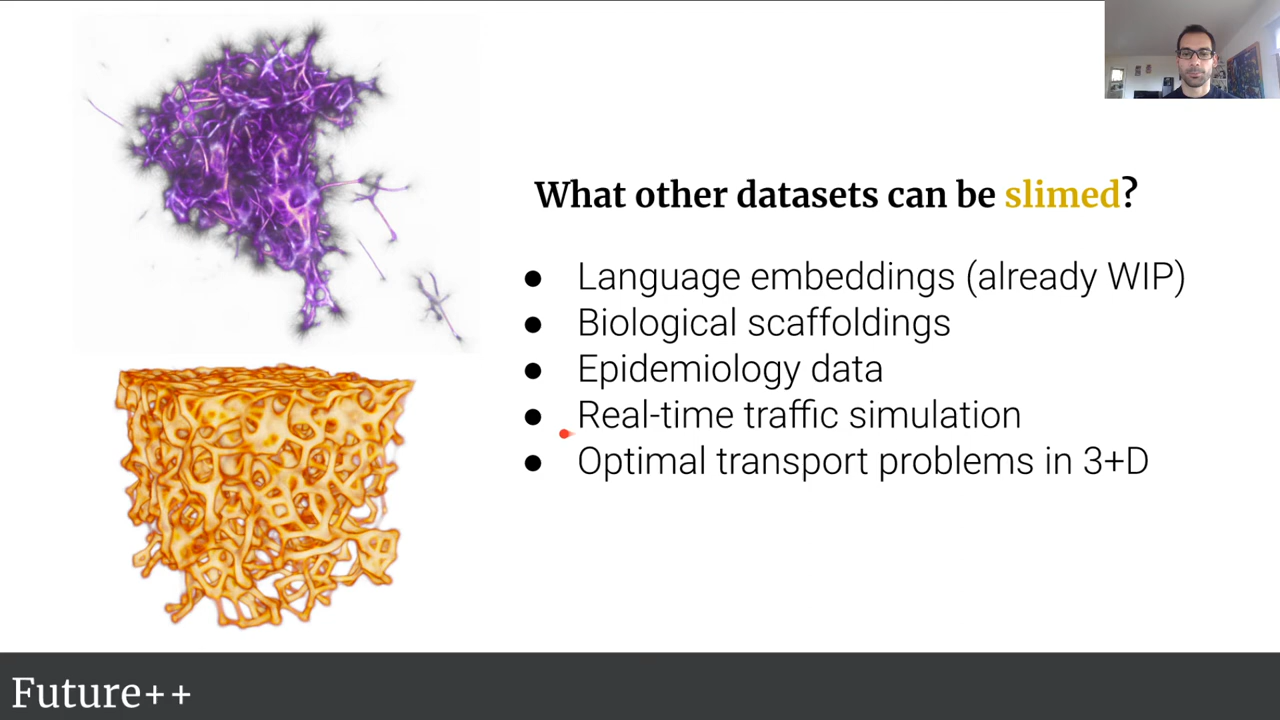 What other datasets can be slimed?
● Language embeddings (already WIP)
● Biological scaffoldings
● Epidemiology data
● Real-time traffic simulation
● Optimal transport problems in 3+D
Future++